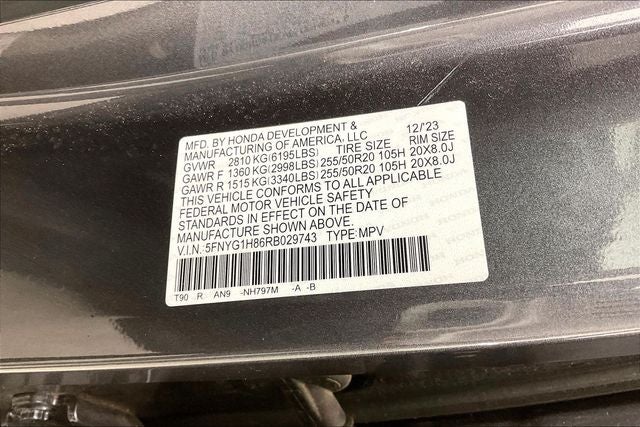 MFD. BY HONDA DEVELOPMENT & 12/'23
MANUFACTURING OF AMERICA, LLC
GVWR 2810 KG(6195LBS) TIRE SIZE RIM SIZE
GAWR F 1360 KG(2998LBS) 255/50R20 105H 20X8.0J
GAWR R 1515 KG(3340LBS) 255/50R20 105H 20X8.0J
THIS VEHICLE CONFORMS TO ALL APPLICABLE
FEDERAL MOTOR VEHICLE SAFETY
STANDARDS IN EFFECT ON THE DATE OF
MANUFACTURE SHOWN ABOVE.
V.I.N.:5FNYG1H86RB029743 TYPE:MPV
T90 R AN9 -NH797M -A -B